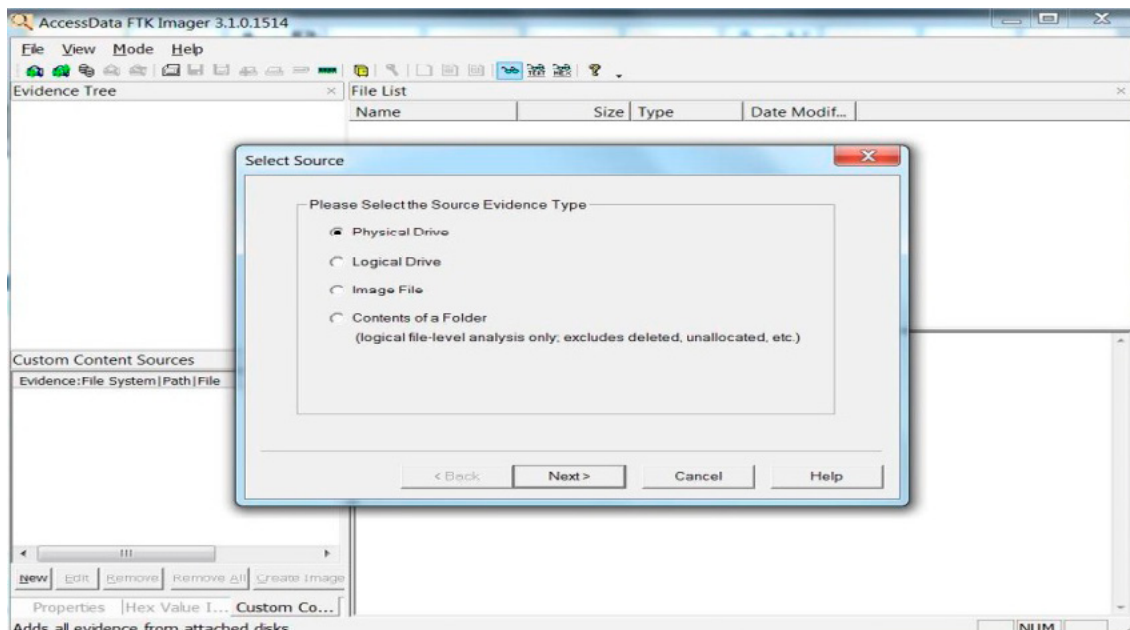 AccessData FTK Imager 3.1.0.1514
File View Mode Help
Evidence Tree
File List
Name Size Type Date Modif...
Select Source
Please Select the Source Evidence Type
Physical Drive
Logical Drive
Image File
Contents of a Folder
(logical file-level analysis only; excludes deleted, unallocated, etc.)
< Back Next > Cancel Help
Custom Content Sources
Evidence:File System|Path|File
New Edit Remove Remove All Create Image
Properties Hex Value I... Custom Co...
Adds all evidence from attached disks
NUM